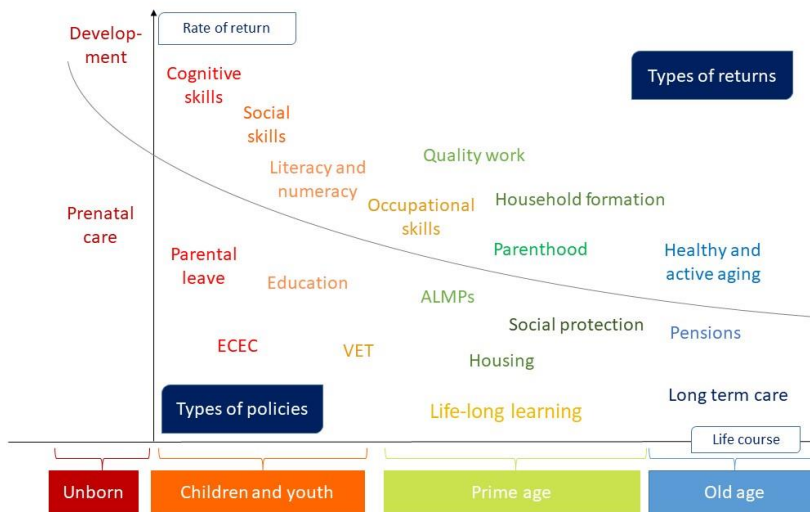 Develop-
ment
Rate of return
Cognitive
skills
Types of returns
Social
skills
Quality work
Literacy and
numeracy
Household formation
Occupational
skills
Prenatal
care
Parental
leave
Parenthood
Healthy and
active aging
Education
ALMPs
Social protection
Pensions
ECEC
VET
Housing
Long term care
Types of policies
Life-long learning
Life course
Unborn
Children and youth
Prime age
Old age